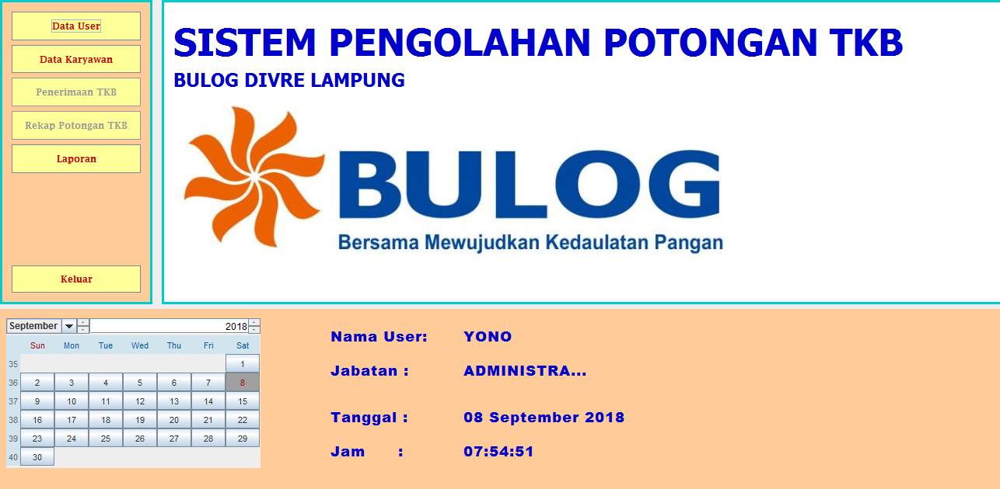 Data User
Data Karyawan
Penerimaan TKB
Rekap Potongan TKB
Laporan
Keluar
SISTEM PENGOLAHAN POTONGAN TKB
BULOG DIVRE LAMPUNG
BULOG
Bersama Mewujudkan Kedaulatan Pangan
September 2018
Sun Mon Tue Wed Thu Fri Sat
35 1
36 2 3 4 5 6 7 8
37 9 10 11 12 13 14 15
38 16 17 18 19 20 21 22
39 23 24 25 26 27 28 29
40 30
Nama User: YONO
Jabatan : ADMINISTRA...
Tanggal : 08 September 2018
Jam : 07:54:51